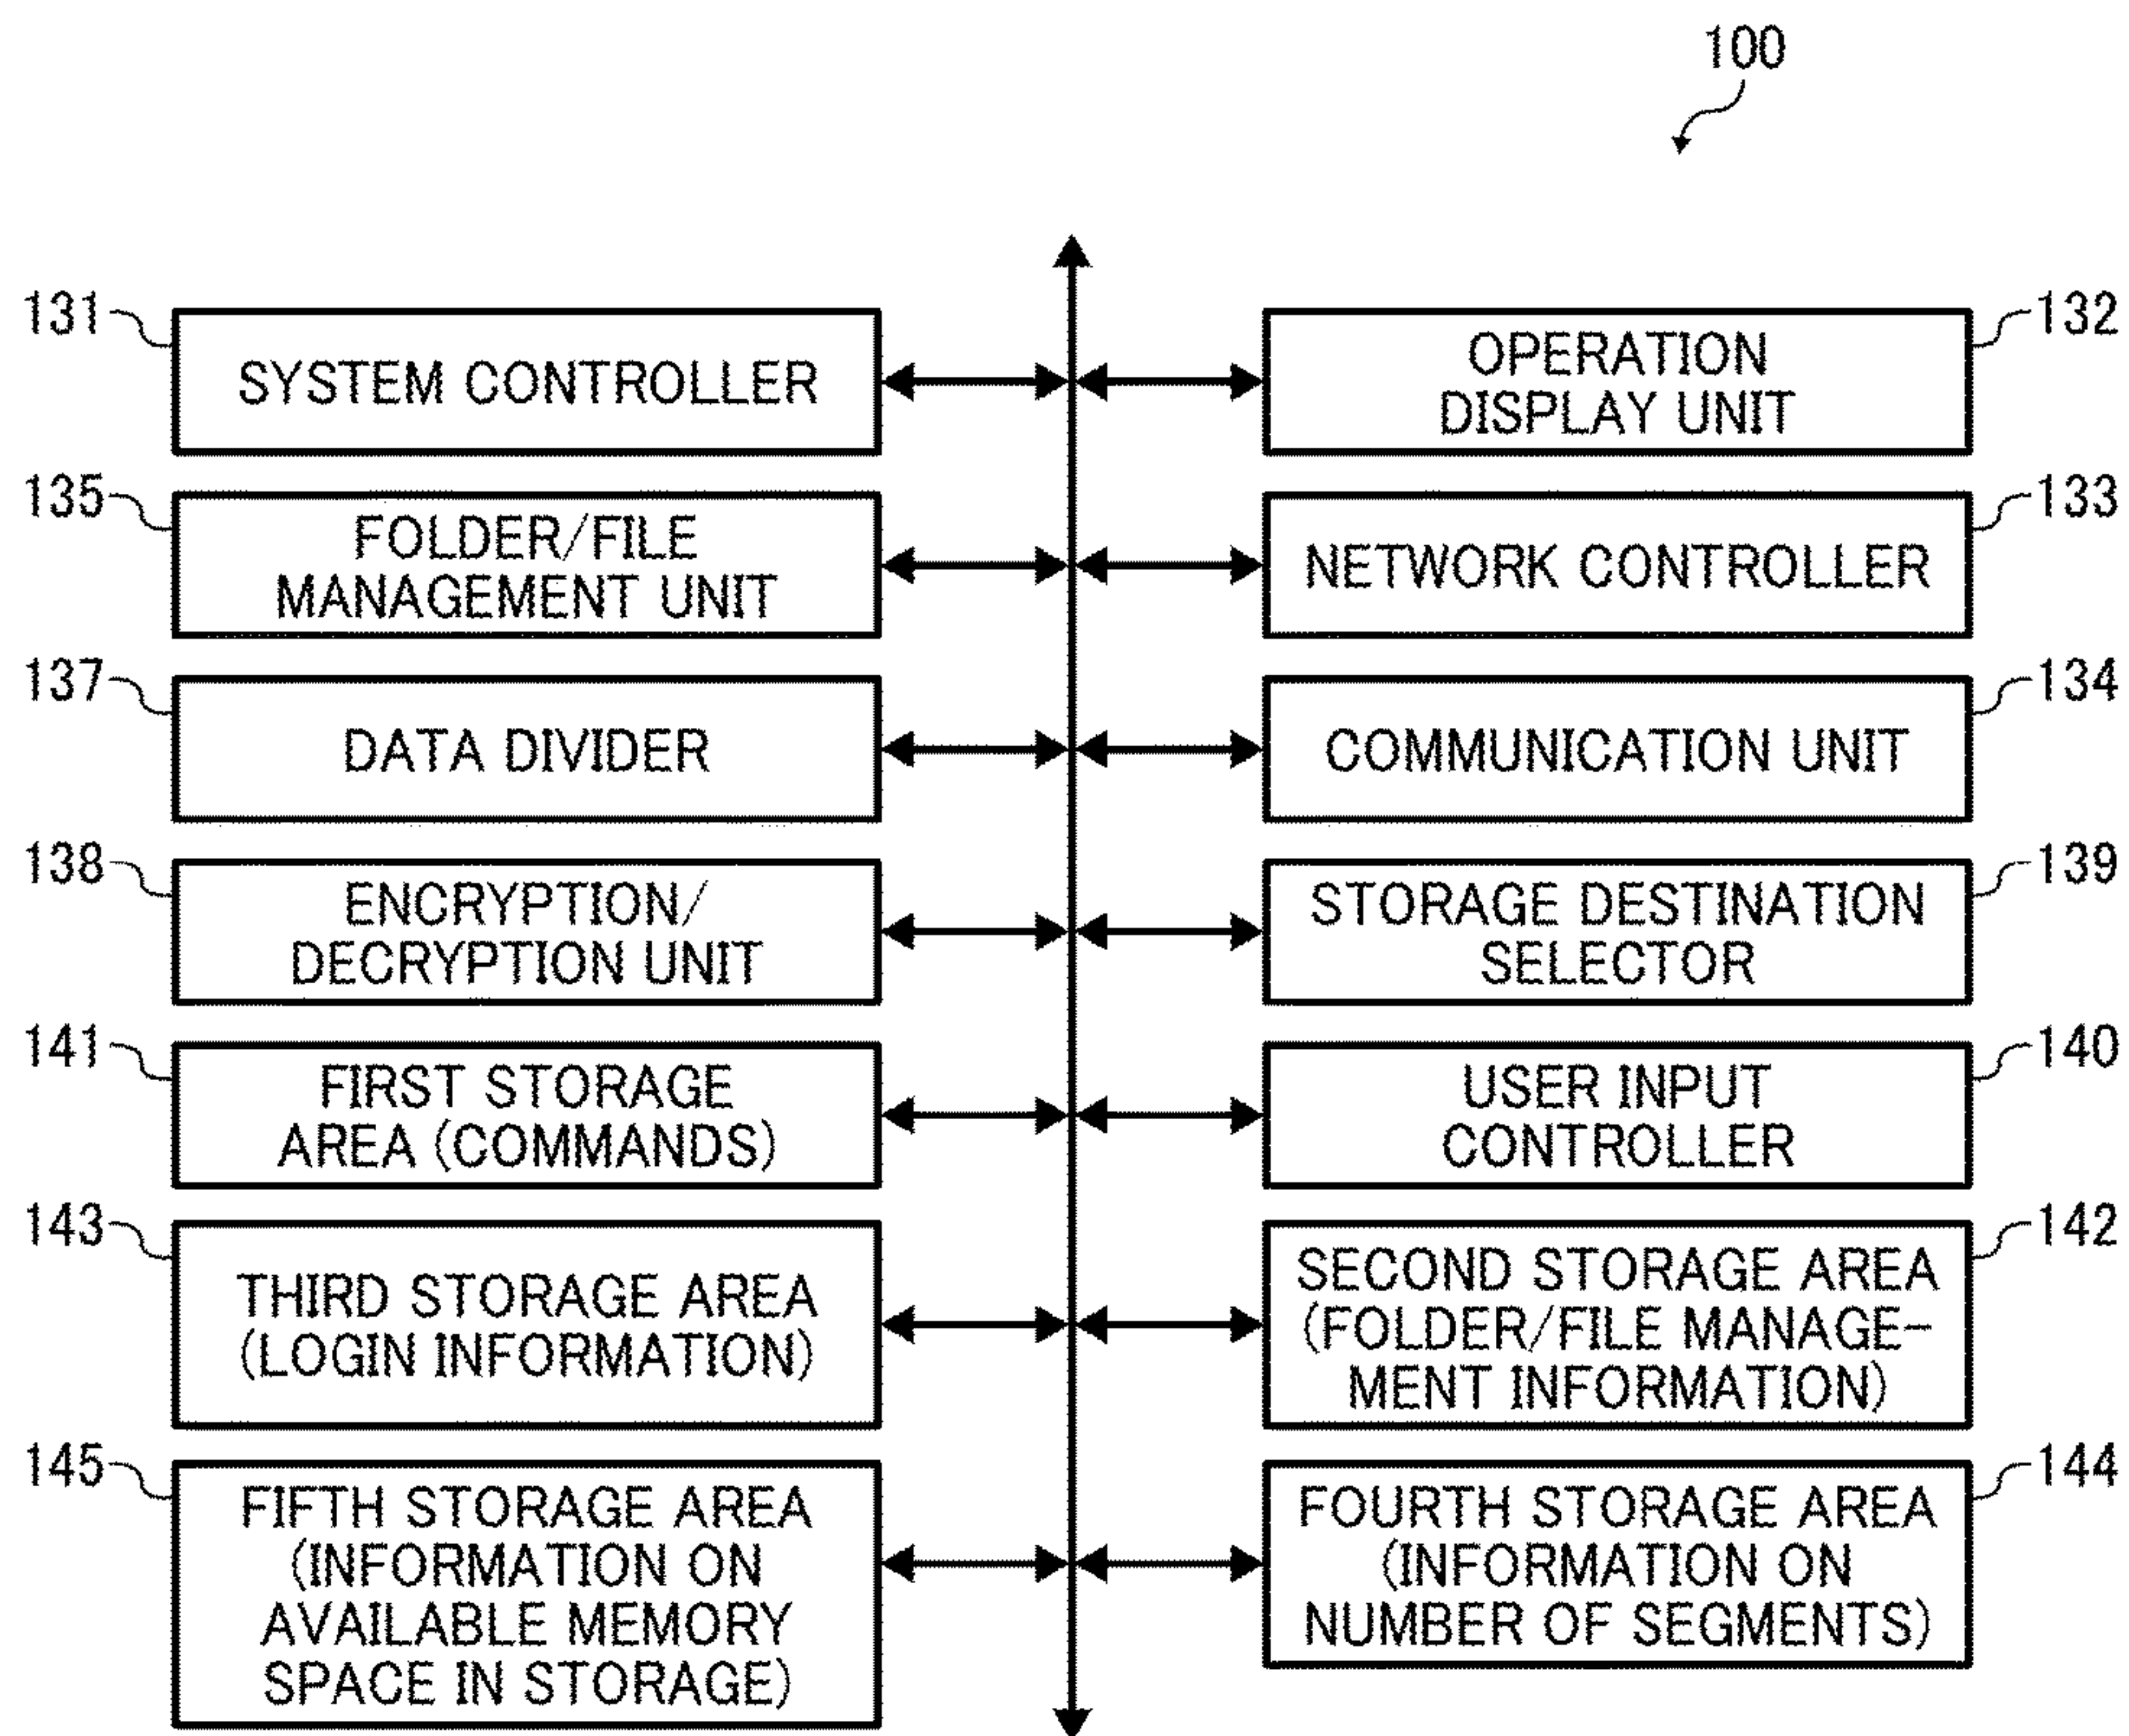 100
131
SYSTEM CONTROLLER
OPERATION
DISPLAY UNIT
132
135
FOLDER/FILE
MANAGEMENT UNIT
NETWORK CONTROLLER
133
137
DATA DIVIDER
COMMUNICATION UNIT
134
138
ENCRYPTION/
DECRYPTION UNIT
STORAGE DESTINATION
SELECTOR
139
141
FIRST STORAGE
AREA (COMMANDS)
USER INPUT
CONTROLLER
140
143
THIRD STORAGE AREA
(LOGIN INFORMATION)
SECOND STORAGE AREA
(FOLDER/FILE MANAGE-
MENT INFORMATION)
142
145
FIFTH STORAGE AREA
(INFORMATION ON
AVAILABLE MEMORY
SPACE IN STORAGE)
FOURTH STORAGE AREA
(INFORMATION ON
NUMBER OF SEGMENTS)
144